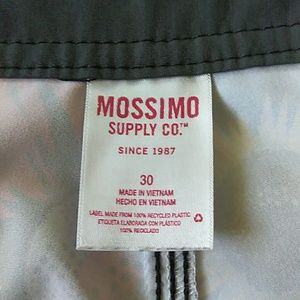 MOSSIMO
SUPPLY CO.™
SINCE 1987
30
MADE IN VIETNAM
HECHO EN VIETNAM
LABEL MADE FROM 100% RECYCLED PLASTIC
ETIQUETA ELABORADA CON PLÁSTICO
100% RECICLADO